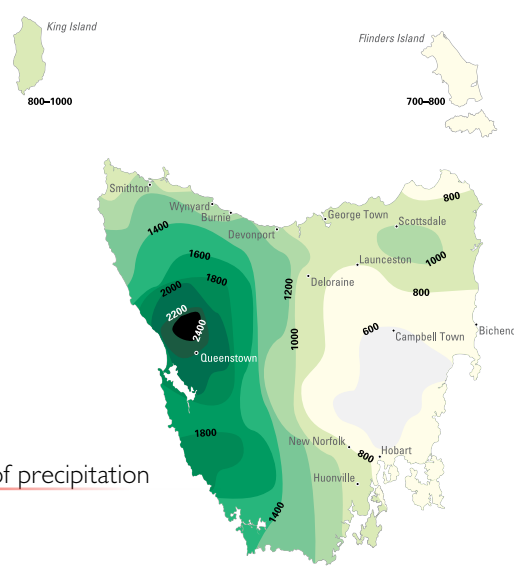 King Island
Flinders Island
800–1000
700–800
Smithton
800
Wynyard
Burnie
George Town
1400
Devonport
Scottsdale
1600
1000
Launceston
1800
Deloraine
2000
1200
800
2200
2400
600
Campbell Town
Bicheno
1000
Queenstown
1800
New Norfolk
800
Hobart
of precipitation
Huonville
1400